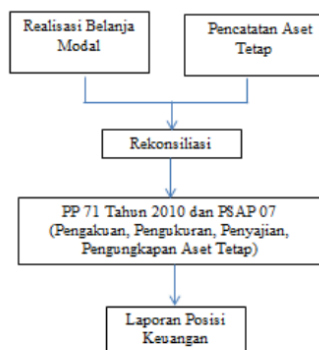 Realisasi Belanja
Modal
Pencatatan Aset
Tetap
Rekonsiliasi
PP 71 Tahun 2010 dan PSAP 07
(Pengakuan, Pengukuran, Penyajian,
Pengungkapan Aset Tetap)
Laporan Posisi
Keuangan